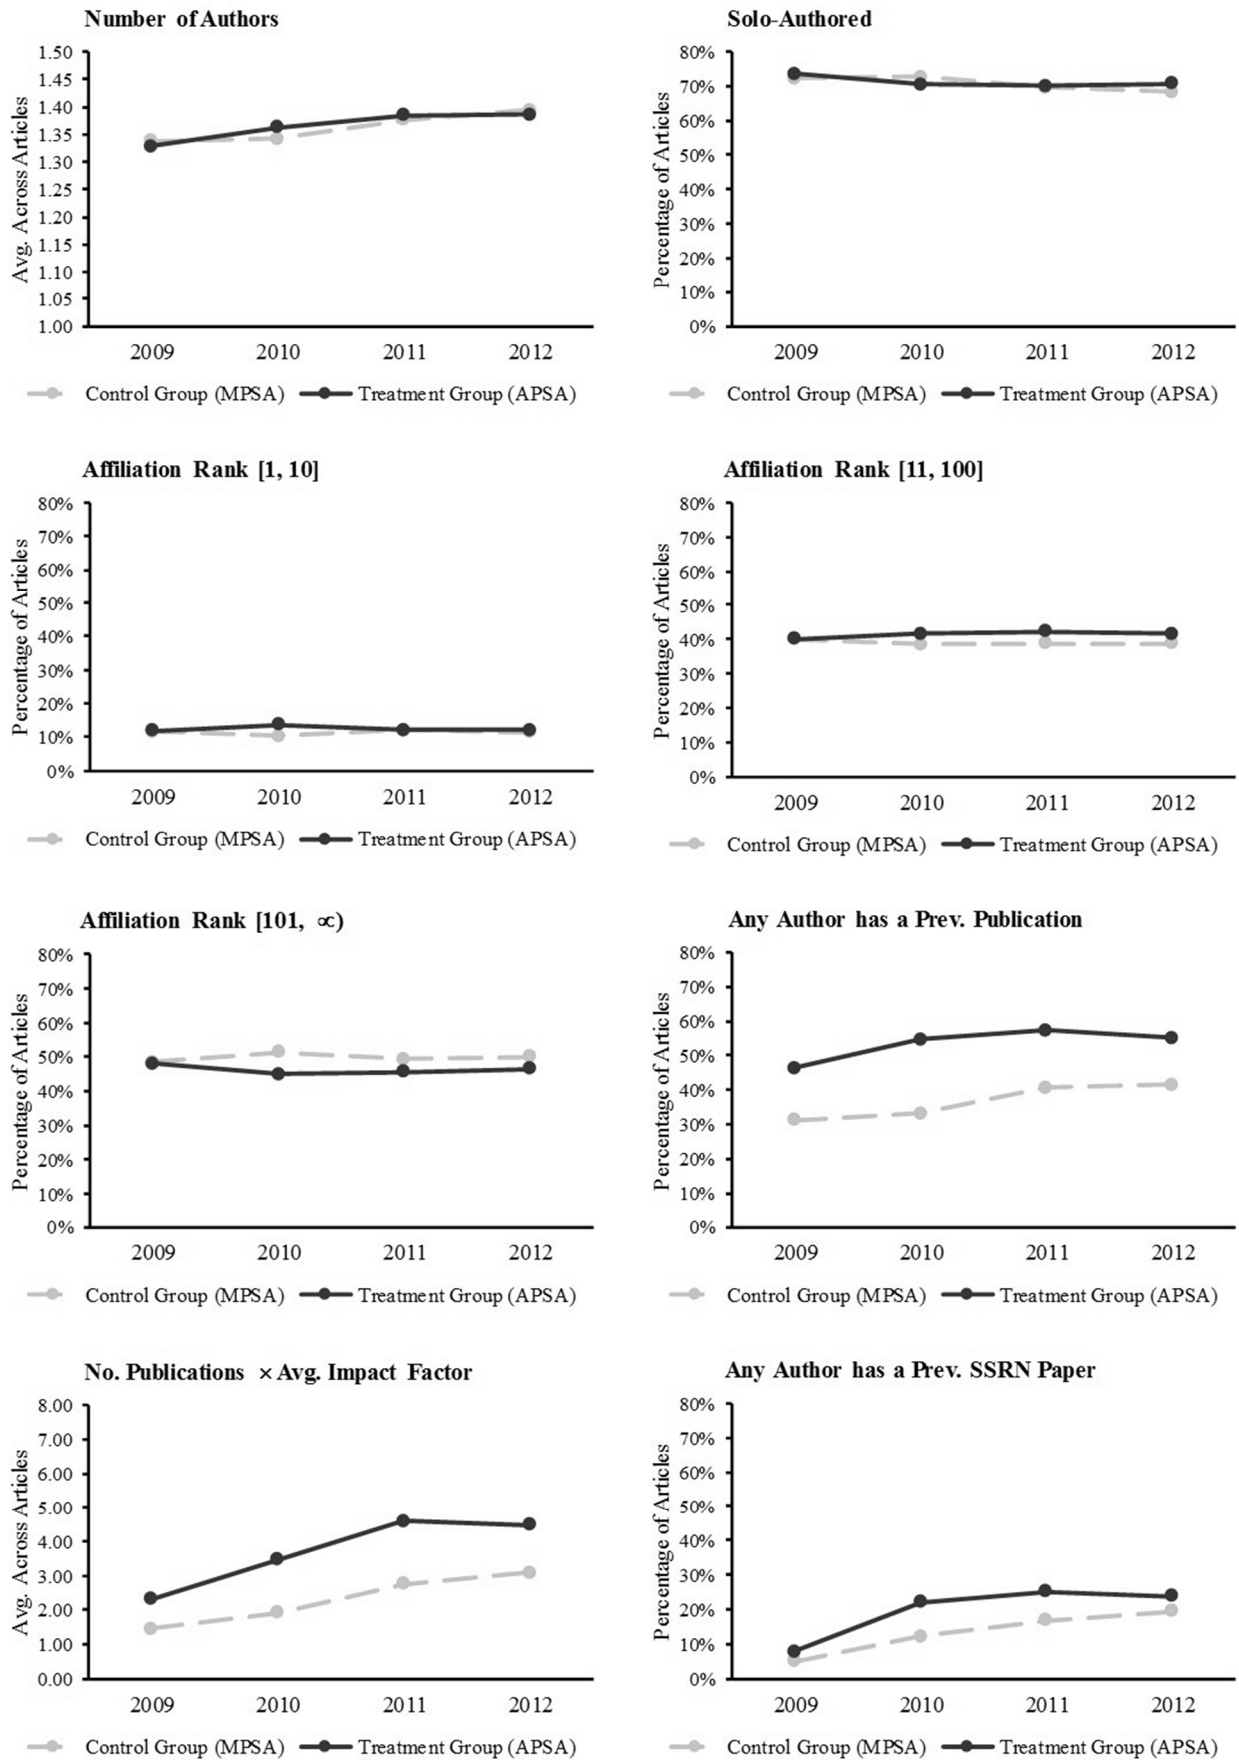 Number of Authors
Avg. Across Articles
1.50
1.45
1.40
1.35
1.30
1.25
1.20
1.15
1.10
1.05
1.00
2009 2010 2011 2012
Control Group (MPSA) Treatment Group (APSA)
Solo-Authored
Percentage of Articles
80%
70%
60%
50%
40%
30%
20%
10%
0%
2009 2010 2011 2012
Control Group (MPSA) Treatment Group (APSA)
Affiliation Rank [1, 10]
Percentage of Articles
80%
70%
60%
50%
40%
30%
20%
10%
0%
2009 2010 2011 2012
Control Group (MPSA) Treatment Group (APSA)
Affiliation Rank [11, 100]
Percentage of Articles
80%
70%
60%
50%
40%
30%
20%
10%
0%
2009 2010 2011 2012
Control Group (MPSA) Treatment Group (APSA)
Affiliation Rank [101, ∝)
Percentage of Articles
80%
70%
60%
50%
40%
30%
20%
10%
0%
2009 2010 2011 2012
Control Group (MPSA) Treatment Group (APSA)
Any Author has a Prev. Publication
Percentage of Articles
80%
70%
60%
50%
40%
30%
20%
10%
0%
2009 2010 2011 2012
Control Group (MPSA) Treatment Group (APSA)
No. Publications × Avg. Impact Factor
Avg. Across Articles
8.00
7.00
6.00
5.00
4.00
3.00
2.00
1.00
0.00
2009 2010 2011 2012
Control Group (MPSA) Treatment Group (APSA)
Any Author has a Prev. SSRN Paper
Percentage of Articles
80%
70%
60%
50%
40%
30%
20%
10%
0%
2009 2010 2011 2012
Control Group (MPSA) Treatment Group (APSA)